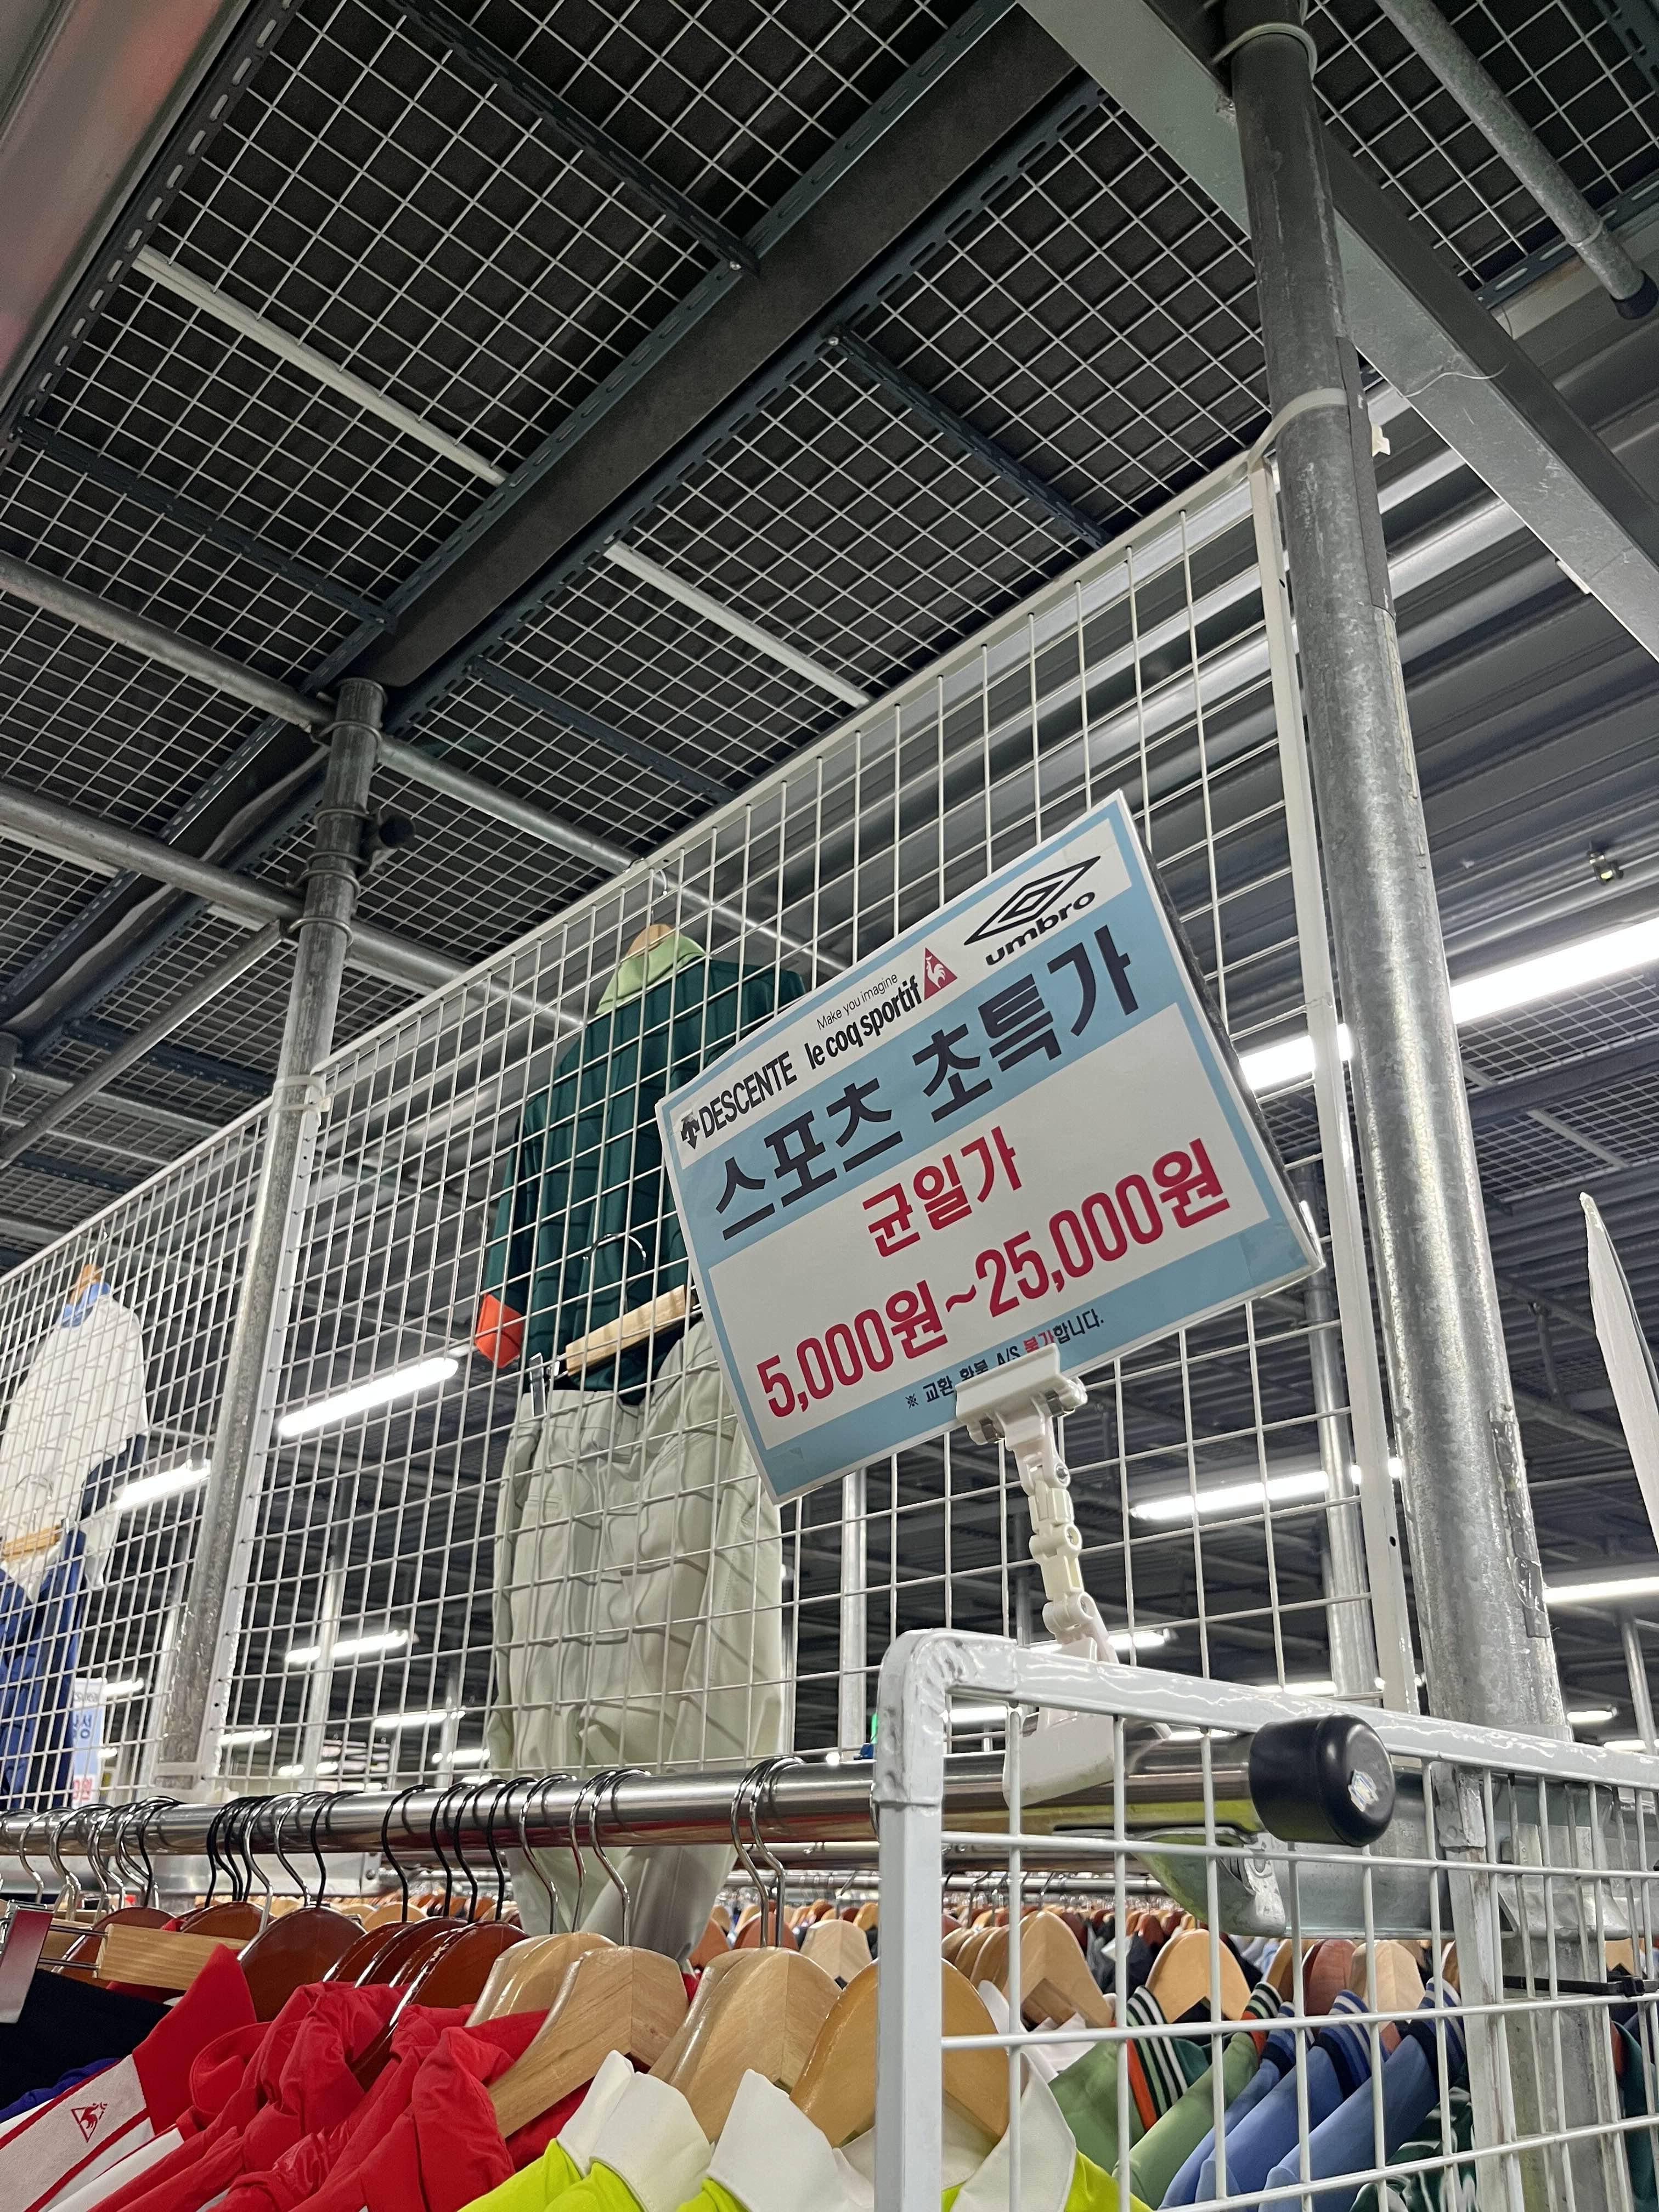 DESCENTE
Make you imagine
le coq sportif
umbro
스포츠 초특가
균일가
5,000원~25,000원
※ 교환 환불 A/S 불가합니다.